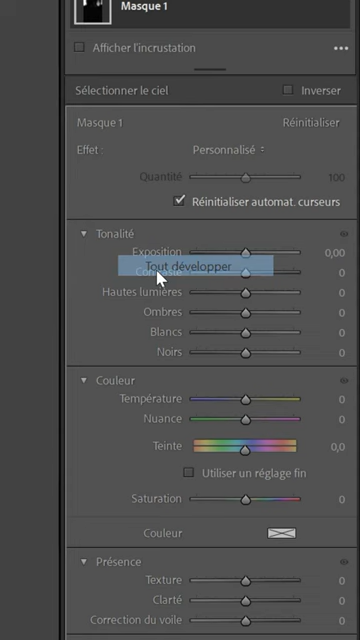 Masque 1
Afficher l'incrustation
Sélectionner le ciel Inverser
Masque 1 Réinitialiser
Effet : Personnalisé
Quantité 100
Réinitialiser automat. curseurs
Tonalité
Exposition 0,00
Tout développer
0
Hautes lumières 0
Ombres 0
Blancs 0
Noirs 0
Couleur
Température 0
Nuance 0
Teinte 0,0
Utiliser un réglage fin
Saturation 0
Couleur
Présence
Texture 0
Clarté 0
Correction du voile 0